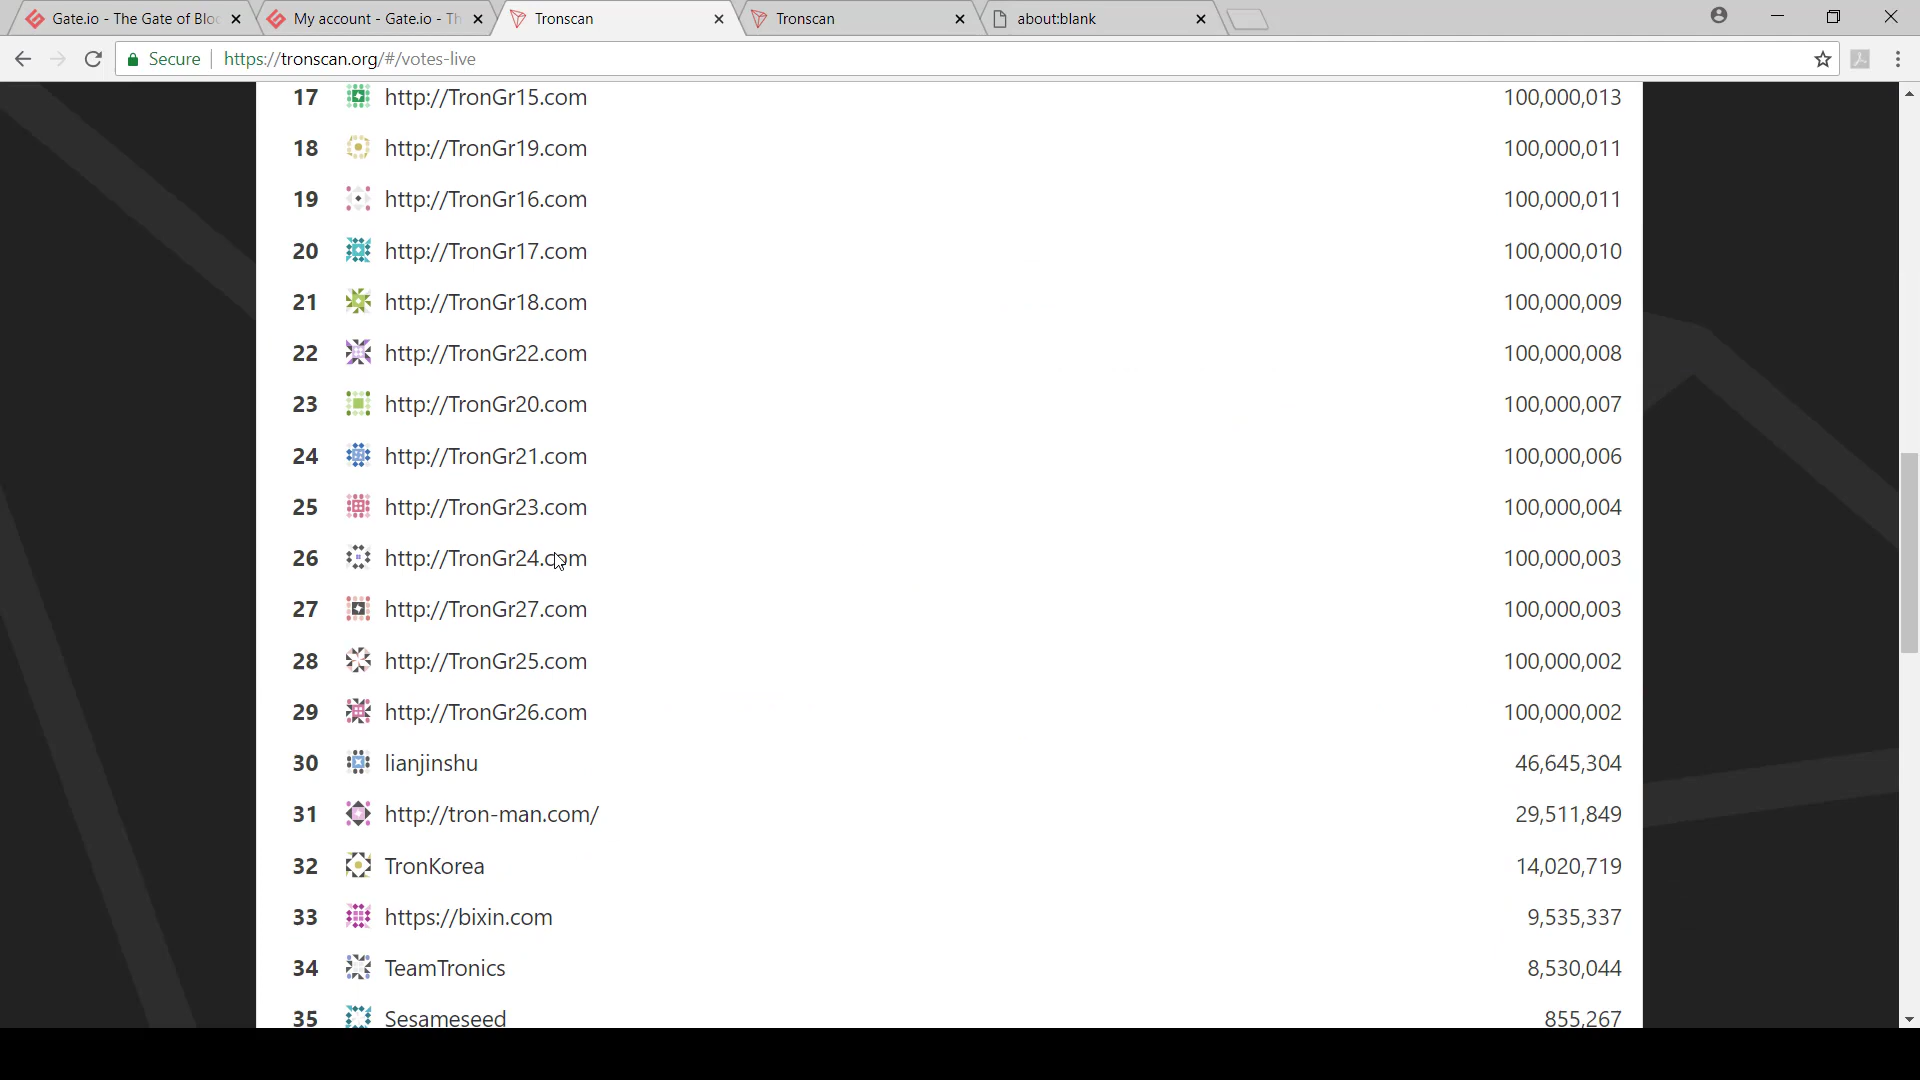 Gate.io - The Gate of Bloc
My account - Gate.io - Th
Tronscan
Tronscan
about:blank
Secure
https://tronscan.org/#/votes-live
17 http://TronGr15.com 100,000,013
18 http://TronGr19.com 100,000,011
19 http://TronGr16.com 100,000,011
20 http://TronGr17.com 100,000,010
21 http://TronGr18.com 100,000,009
22 http://TronGr22.com 100,000,008
23 http://TronGr20.com 100,000,007
24 http://TronGr21.com 100,000,006
25 http://TronGr23.com 100,000,004
26 http://TronGr24.com 100,000,003
27 http://TronGr27.com 100,000,003
28 http://TronGr25.com 100,000,002
29 http://TronGr26.com 100,000,002
30 lianjinshu 46,645,304
31 http://tron-man.com/ 29,511,849
32 TronKorea 14,020,719
33 https://bixin.com 9,535,337
34 TeamTronics 8,530,044
35 Sesameseed 855,267